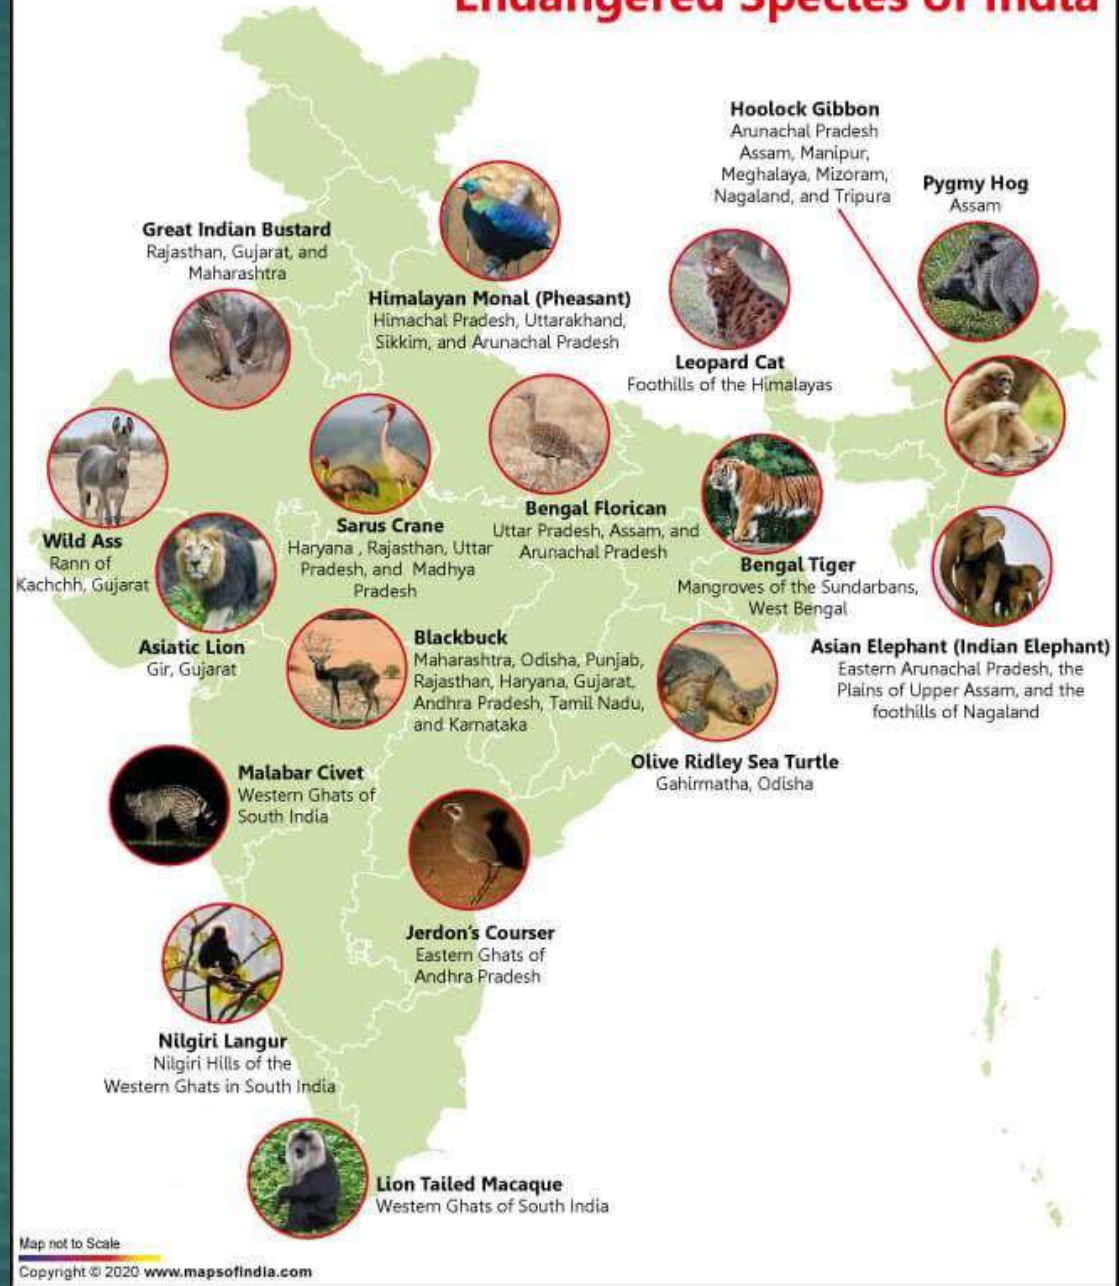 Endangered Species of India
Hoolock Gibbon
Arunachal Pradesh
Assam, Manipur,
Meghalaya, Mizoram,
Nagaland, and Tripura
Pygmy Hog
Assam
Great Indian Bustard
Rajasthan, Gujarat, and
Maharashtra
Himalayan Monal (Pheasant)
Himachal Pradesh, Uttarakhand,
Sikkim, and Arunachal Pradesh
Leopard Cat
Foothills of the Himalayas
Wild Ass
Rann of
Kachchh, Gujarat
Sarus Crane
Haryana , Rajasthan, Uttar
Pradesh, and Madhya
Pradesh
Bengal Florican
Uttar Pradesh, Assam, and
Arunachal Pradesh
Bengal Tiger
Mangroves of the Sundarbans,
West Bengal
Asiatic Lion
Gir, Gujarat
Blackbuck
Maharashtra, Odisha, Punjab,
Rajasthan, Haryana, Gujarat,
Andhra Pradesh, Tamil Nadu,
and Karnataka
Asian Elephant (Indian Elephant)
Eastern Arunachal Pradesh, the
Plains of Upper Assam, and the
foothills of Nagaland
Olive Ridley Sea Turtle
Gahirmatha, Odisha
Malabar Civet
Western Ghats of
South India
Jerdon's Courser
Eastern Ghats of
Andhra Pradesh
Nilgiri Langur
Nilgiri Hills of the
Western Ghats in South India
Lion Tailed Macaque
Western Ghats of South India
Map not to Scale
Copyright © 2020 www.mapsofindia.com